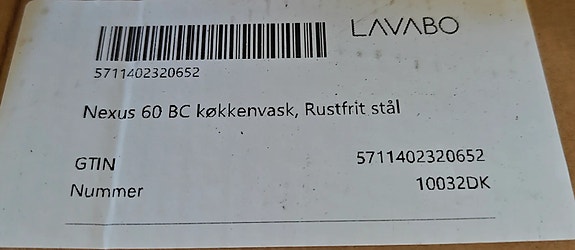 LAVABO
5711402320652
Nexus 60 BC køkkenvask, Rustfrit stål
GTIN 5711402320652
Nummer 10032DK